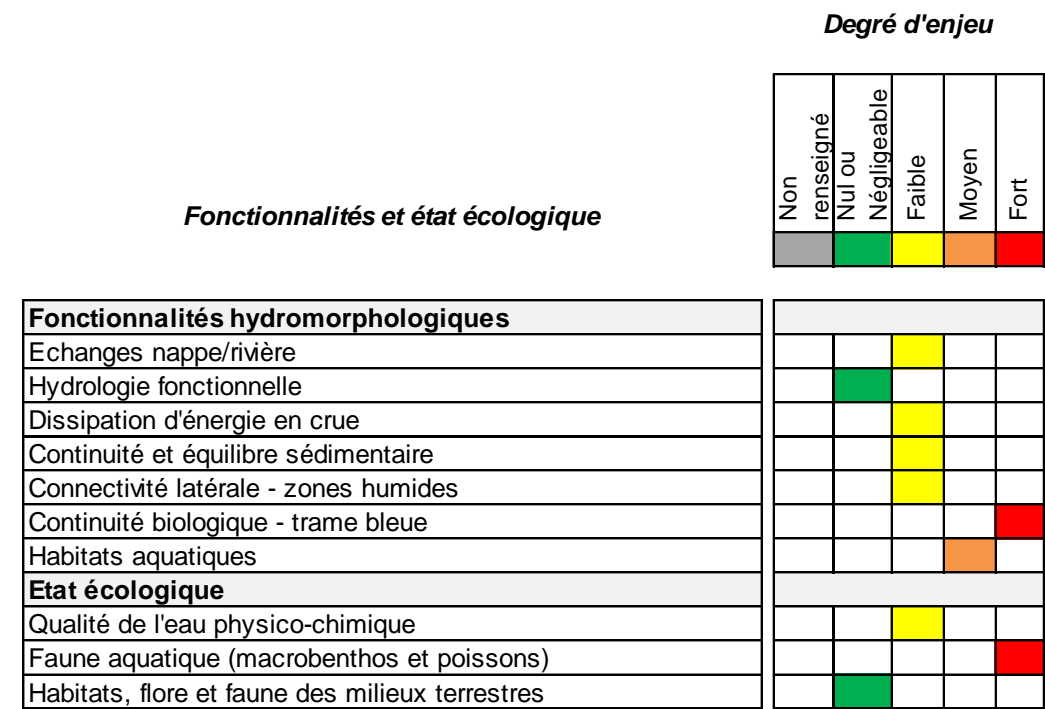 Degré d'enjeu
Non
renseigné
Nul ou
Négligeable
Faible
Moyen
Fort
Fonctionnalités et état écologique
Fonctionnalités hydromorphologiques
Echanges nappe/rivière
Hydrologie fonctionnelle
Dissipation d'énergie en crue
Continuité et équilibre sédimentaire
Connectivité latérale - zones humides
Continuité biologique - trame bleue
Habitats aquatiques
Etat écologique
Qualité de l'eau physico-chimique
Faune aquatique (macrobenthos et poissons)
Habitats, flore et faune des milieux terrestres